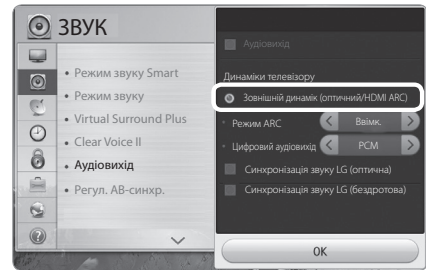 ЗВУК
• Режим звуку Smart
• Режим звуку
• Virtual Surround Plus
• Clear Voice II
• Аудіовихід
• Регул. АВ-синхр.
Аудіовихід
Динаміки телевізору
Зовнішній динамік (оптичний/HDMI ARC)
• Режим ARC < Ввімк. >
• Цифровий аудіовихід < PCM >
Синхронізація звуку LG (оптична)
Синхронізація звуку LG (бездротова)
ОК